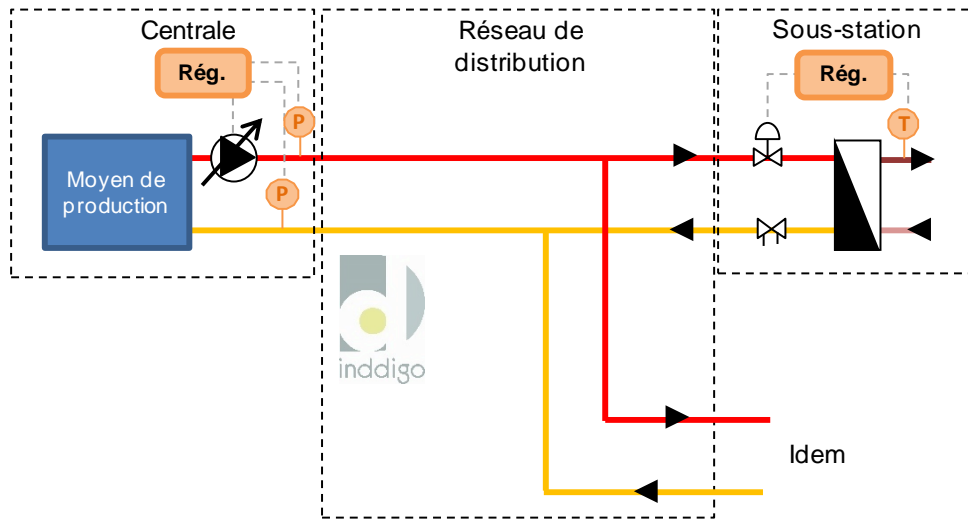 Centrale
Réseau de
distribution
Sous-station
Rég.
Rég.
P
T
Moyen de
production
P
inddigo
Idem